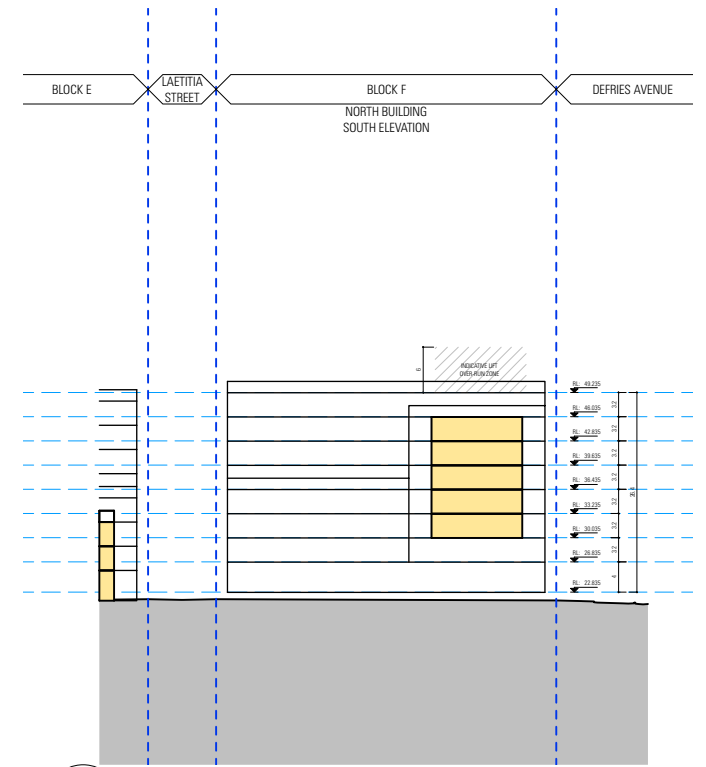 BLOCK E
LAETITIA
STREET
BLOCK F
DEFRIES AVENUE
NORTH BUILDING
SOUTH ELEVATION
INDICATIVE LIFT
OVER-RUN ZONE
6
RL: 49.235
3.2
RL: 46.035
3.2
RL: 42.835
3.2
RL: 39.635
3.2
RL: 36.435
3.2
26.4
RL: 33.235
3.2
RL: 30.035
3.2
RL: 26.835
4
RL: 22.835